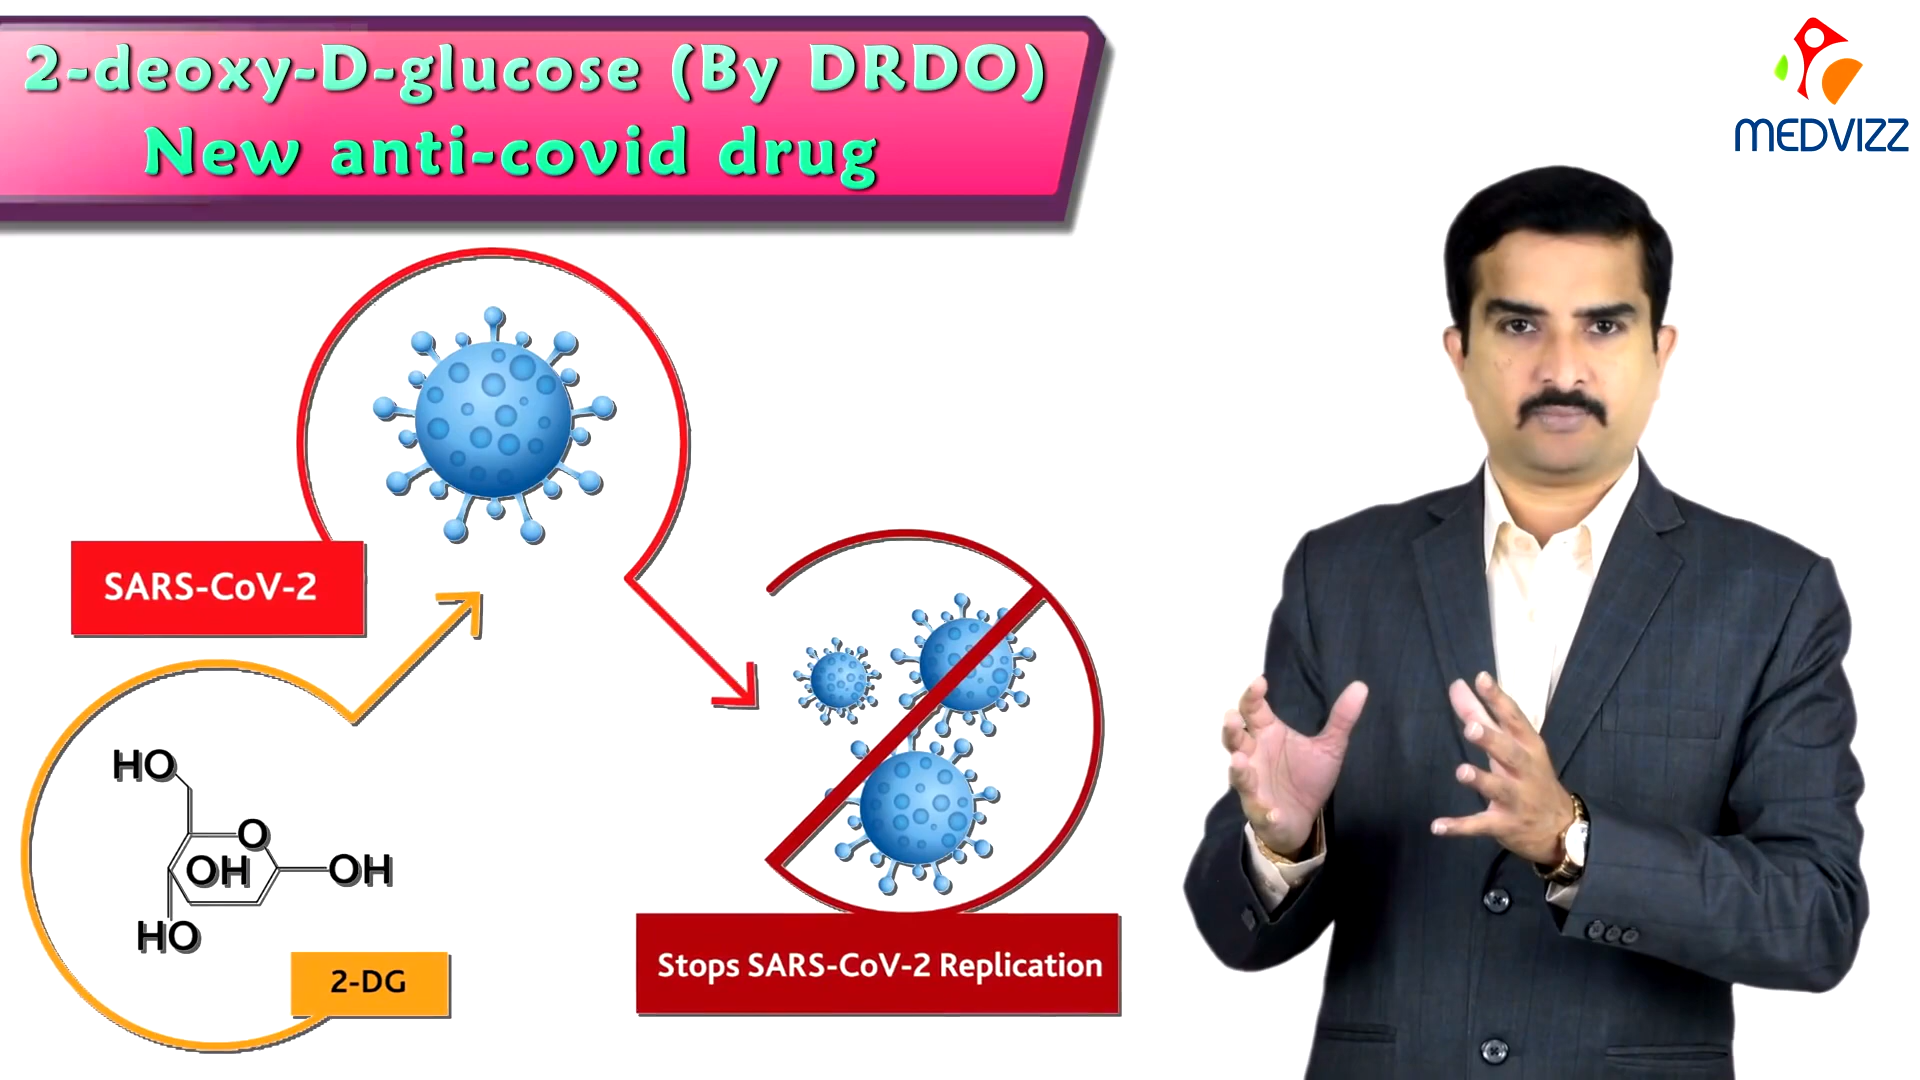 2-deoxy-D-glucose (By DRDO)
New anti-covid drug
MEDVIZZ
SARS-CoV-2
HO
O
OH
OH
HO
2-DG
Stops SARS-CoV-2 Replication